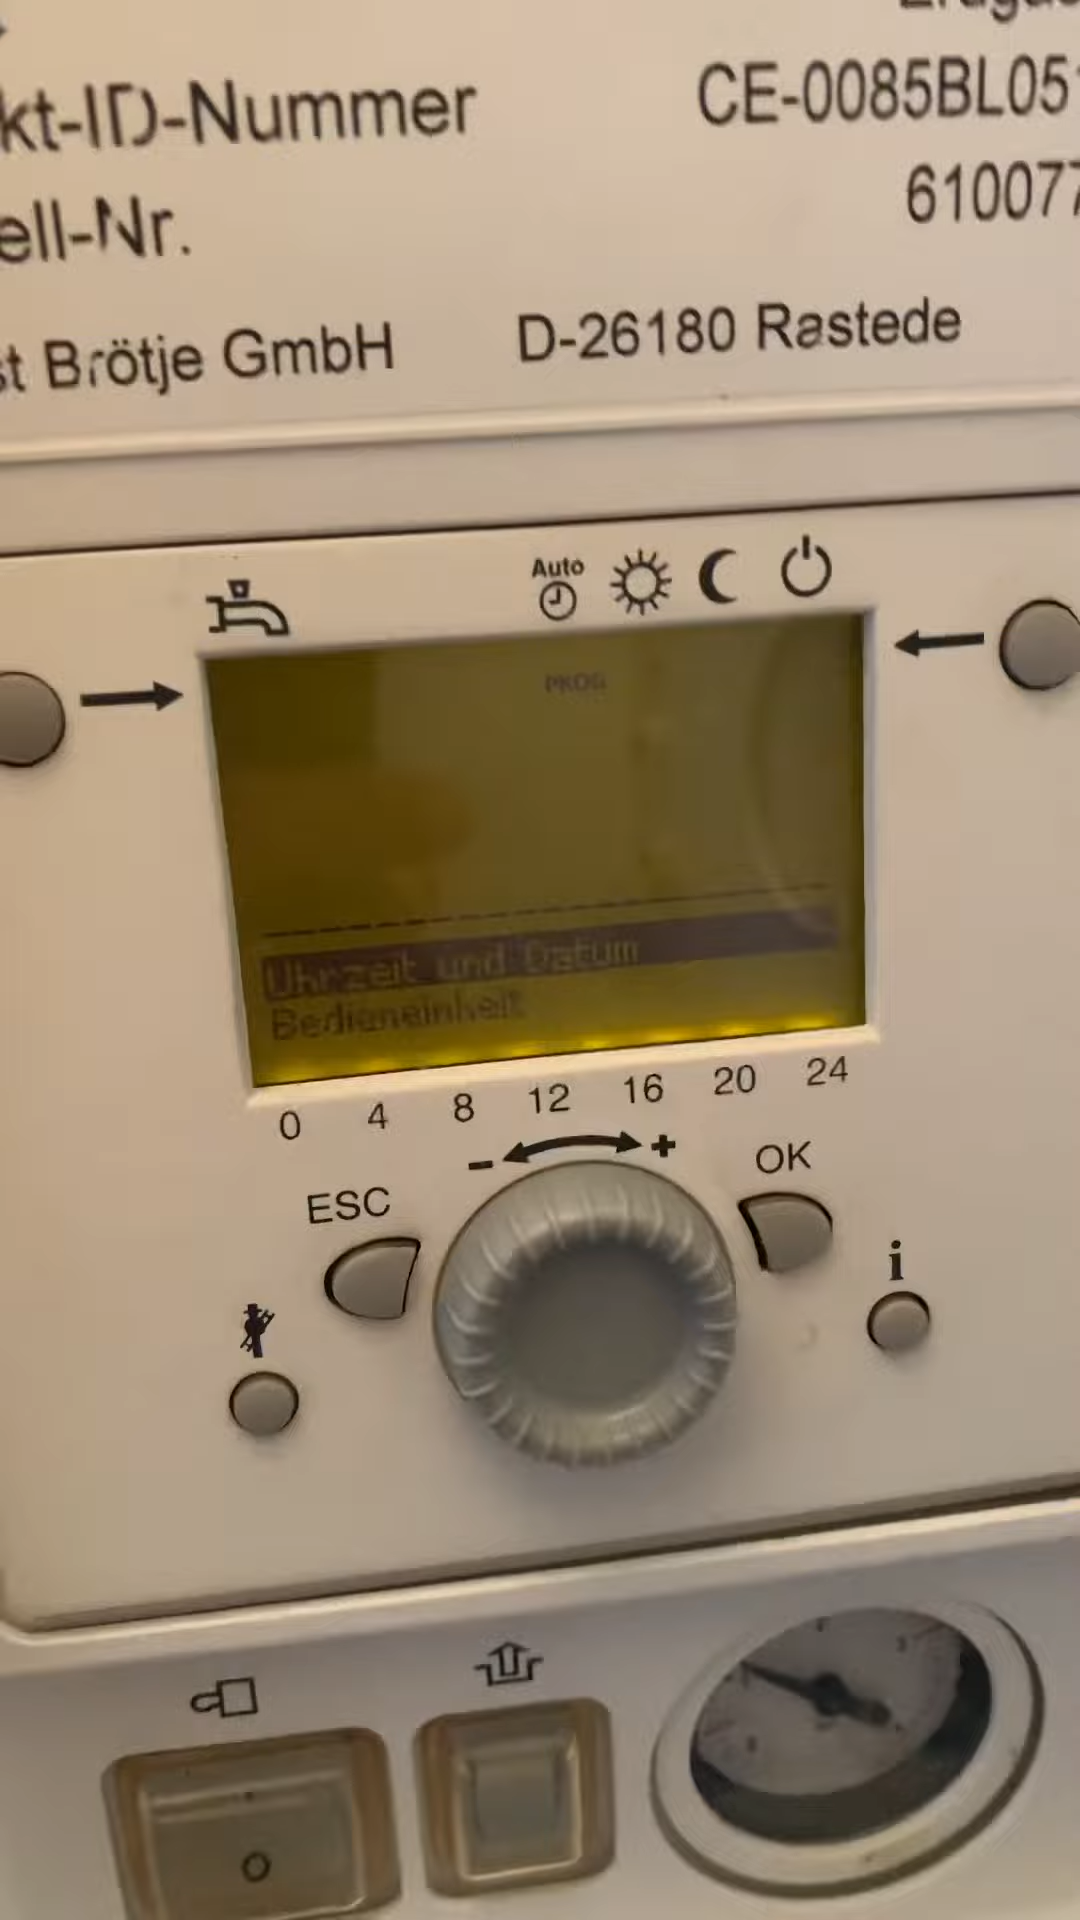 kt-ID-Nummer CE-0085BL05
ell-Nr. 61007
st Brötje GmbH D-26180 Rastede
Auto
PROG
Uhrzeit und Datum
Bedieneinheit
0 4 8 12 16 20 24
- +
ESC OK
i